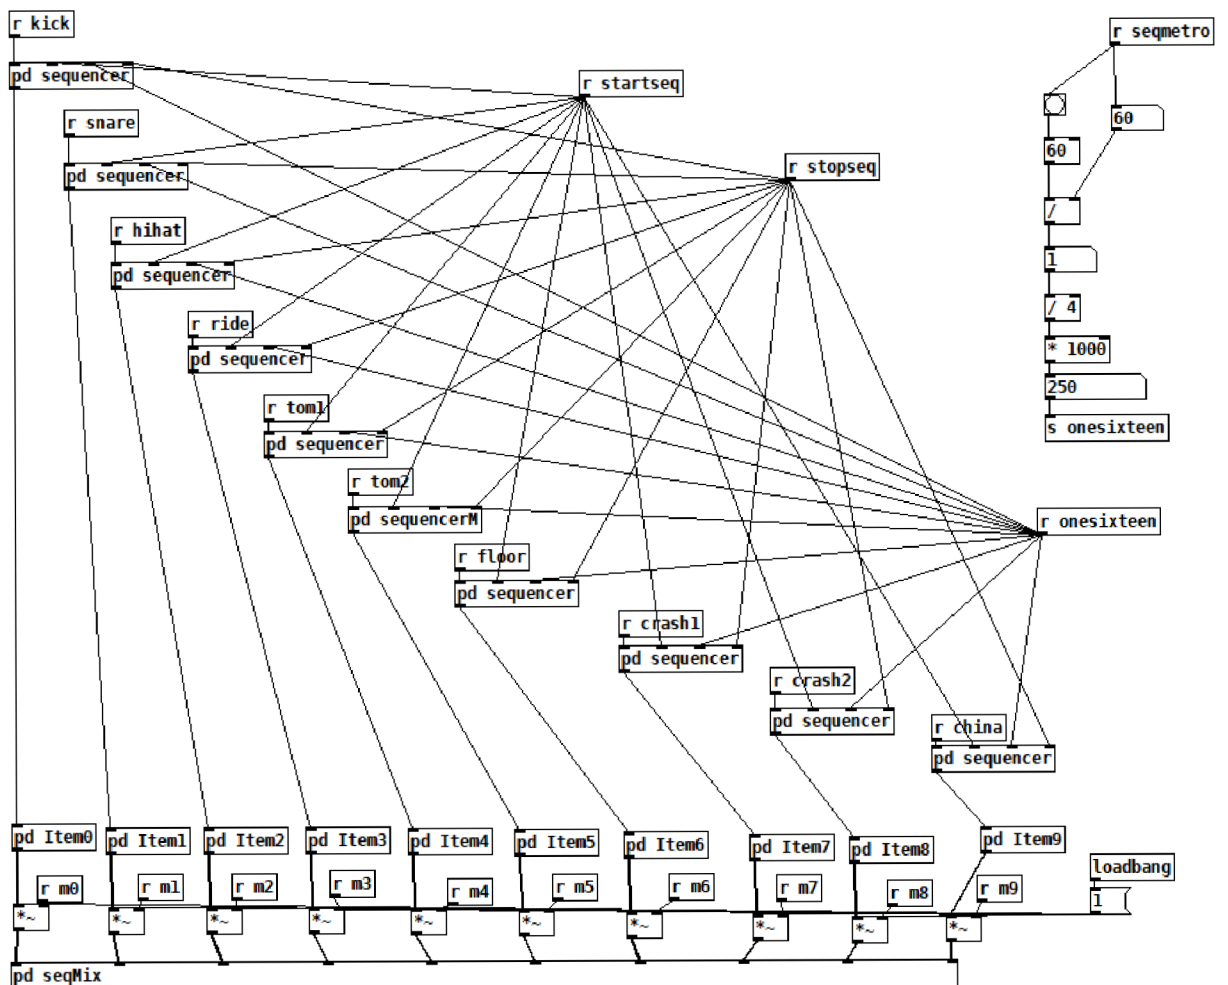 r kick
r seqmetro
pd sequencer
r startseq
60
r snare
60
r stopseq
pd sequencer
/
r hihat
1
pd sequencer
/ 4
r ride
* 1000
pd sequencer
250
r tom1
s onesixteen
pd sequencer
r tom2
pd sequencerM
r onesixteen
r floor
pd sequencer
r crash1
pd sequencer
r crash2
pd sequencer
r china
pd sequencer
pd Item0
pd Item1
pd Item2
pd Item3
pd Item4
pd Item5
pd Item6
pd Item7
pd Item8
pd Item9
loadbang
r m0
r m1
r m2
r m3
r m4
r m5
r m6
r m7
r m8
r m9
1
*~
*~
*~
*~
*~
*~
*~
*~
*~
*~
pd seqMix